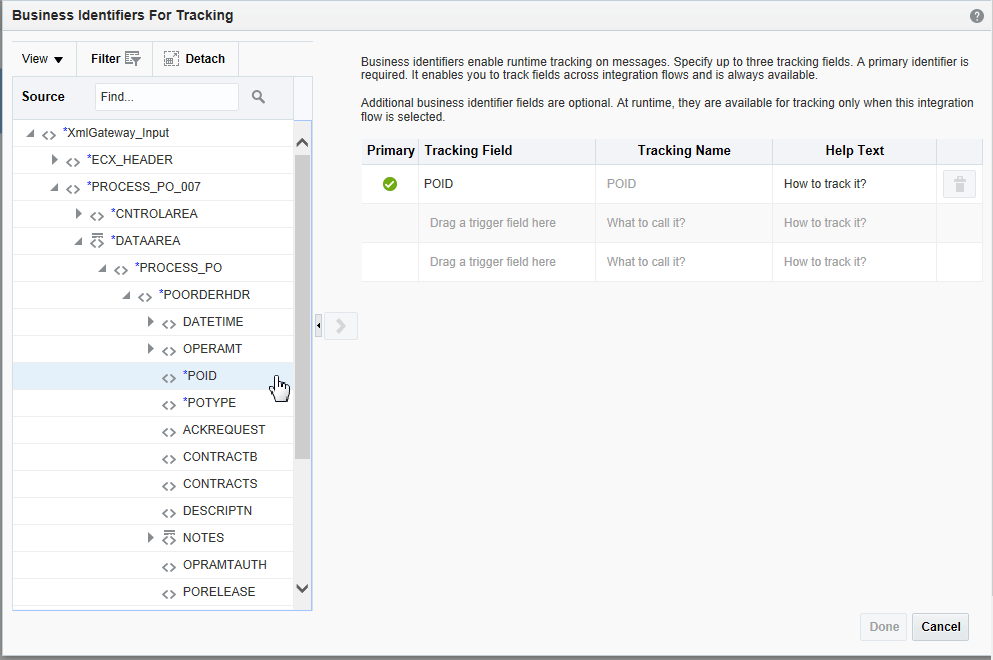 Business Identifiers For Tracking
View
Filter
Detach
Source
Find...
*XmlGateway_Input
*ECX_HEADER
*PROCESS_PO_007
*CNTROLAREA
*DATAAREA
*PROCESS_PO
*POORDERHDR
DATETIME
OPERAMT
*POID
*POTYPE
ACKREQUEST
CONTRACTB
CONTRACTS
DESCRIPTN
NOTES
OPRAMTAUTH
PORELEASE
Business identifiers enable runtime tracking on messages. Specify up to three tracking fields. A primary identifier is
required. It enables you to track fields across integration flows and is always available.
Additional business identifier fields are optional. At runtime, they are available for tracking only when this integration
flow is selected.
Primary Tracking Field Tracking Name Help Text
POID POID How to track it?
Drag a trigger field here What to call it? How to track it?
Drag a trigger field here What to call it? How to track it?
Done Cancel